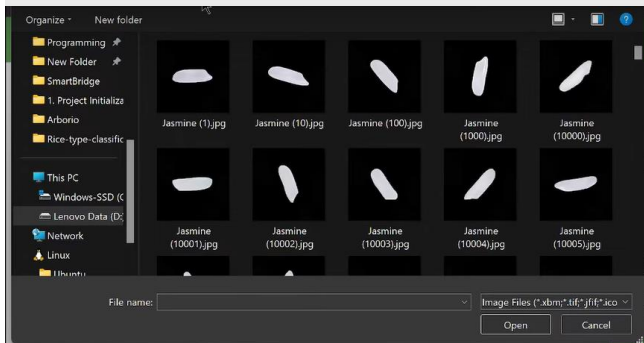 Organize
New folder
Programming
New Folder
SmartBridge
1. Project Initializa
Arborio
Rice-type-classific
This PC
Windows-SSD (C
Lenovo Data (D:)
Network
Linux
Ubuntu
Jasmine (1).jpg
Jasmine (10).jpg
Jasmine (100).jpg
Jasmine
(1000).jpg
Jasmine
(10000).jpg
Jasmine
(10001).jpg
Jasmine
(10002).jpg
Jasmine
(10003).jpg
Jasmine
(10004).jpg
Jasmine
(10005).jpg
File name:
Image Files (*.xbm;*.tif;*.jfif;*.ico
Open
Cancel